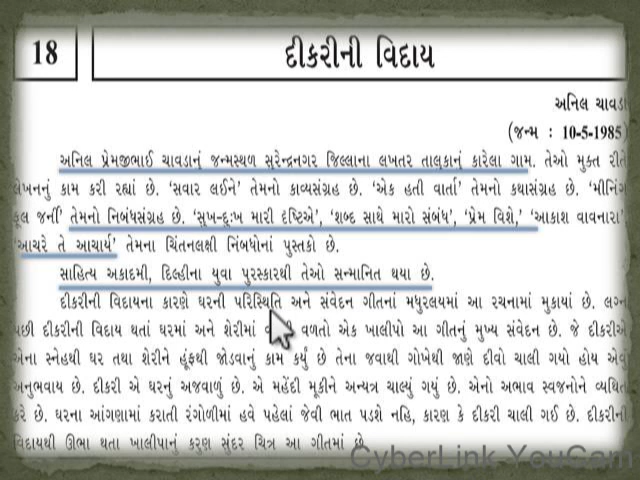 18
દીકરીની વિદાય
અનિલ ચાવડા
(જન્મ : 10-5-1985)
અનિલ પ્રેમજીભાઈ ચાવડાનું જન્મસ્થળ સુરેન્દ્રનગર જિલ્લાના લખતર તાલુકાનું કારેલા ગામ. તેઓ મુક્ત રીતે
લેખનનું કામ કરી રહ્યાં છે. ‘સવાર લઈને’ તેમનો કાવ્યસંગ્રહ છે. ‘એક હતી વાર્તા’ તેમનો કથાસંગ્રહ છે. ‘મીનિંગ
ફૂલ જર્ની’ તેમનો નિબંધસંગ્રહ છે. ‘સુખ-દુઃખ મારી દૃષ્ટિએ’, ‘શબ્દ સાથે મારો સંબંધ’, ‘પ્રેમ વિશે,’ ‘આકાશ વાવનારા’,
‘આચરે તે આચાર્ય’ તેમના ચિંતનલક્ષી નિબંધોનાં પુસ્તકો છે.
સાહિત્ય અકાદમી, દિલ્હીના યુવા પુરસ્કારથી તેઓ સન્માનિત થયા છે.
દીકરીની વિદાયના કારણે ઘરની પરિસ્થિતિ અને સંવેદન ગીતનાં મધુરલયમાં આ રચનામાં મુકાયાં છે. લગ્ન
પછી દીકરીની વિદાય થતાં ઘરમાં અને શેરીમાં વળતો એક ખાલીપો આ ગીતનું મુખ્ય સંવેદન છે. જે દીકરીએ
એના સ્નેહથી ઘર તથા શેરીને હૂંફથી જોડવાનું કામ કર્યું છે તેના જવાથી ગોખેથી જાણે દીવો ચાલી ગયો હોય એવું
અનુભવાય છે. દીકરી એ ઘરનું અજવાળું છે. એ મહેંદી મૂકીને અન્યત્ર ચાલ્યું ગયું છે. એનો અભાવ સ્વજનોને વ્યથિત
કરે છે. ઘરના આંગણામાં કરાતી રંગોળીમાં હવે પહેલાં જેવી ભાત પડશે નહિ, કારણ કે દીકરી ચાલી ગઈ છે. દીકરીની
વિદાયથી ઊભા થતા ખાલીપાનું કરુણ સુંદર ચિત્ર આ ગીતમાં છે.
CyberLink YouCam